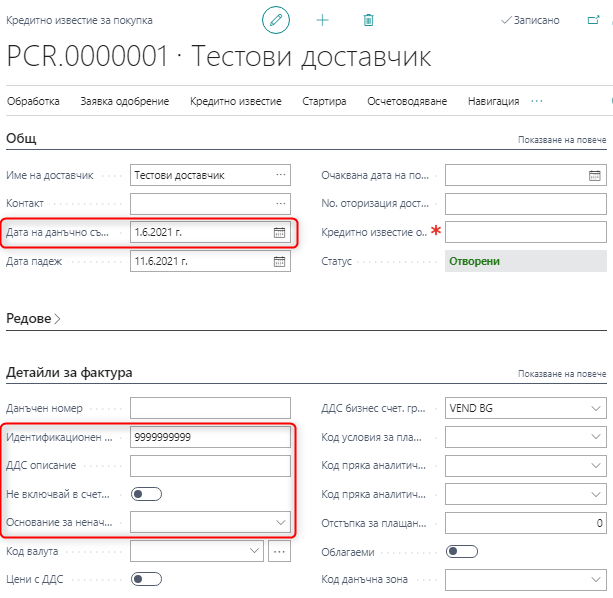 Кредитно известие за покупка
Записано
PCR.0000001 · Тестови доставчик
Обработка Заявка одобрение Кредитно известие Стартира Осчетоводяване Навигация ...
Общ Показване на повече
Име на доставчик Тестови доставчик ... Очаквана дата на по...
Контакт ... No. оторизация дост...
Дата на данъчно съ... 1.6.2021 г. Кредитно известие о.. *
Дата падеж 11.6.2021 г. Статус Отворени
Редове >
Детайли за фактура Показване на повече
Данъчен номер ДДС бизнес счет. гр... VEND BG
Идентификационен ... 9999999999 Код условия за пла...
ДДС описание Код пряка аналитич...
Не включвай в счет... Код пряка аналитич...
Основание за ненач... Отстъпка за плащан... 0
Код валута ... Облагаеми
Цени с ДДС Код данъчна зона